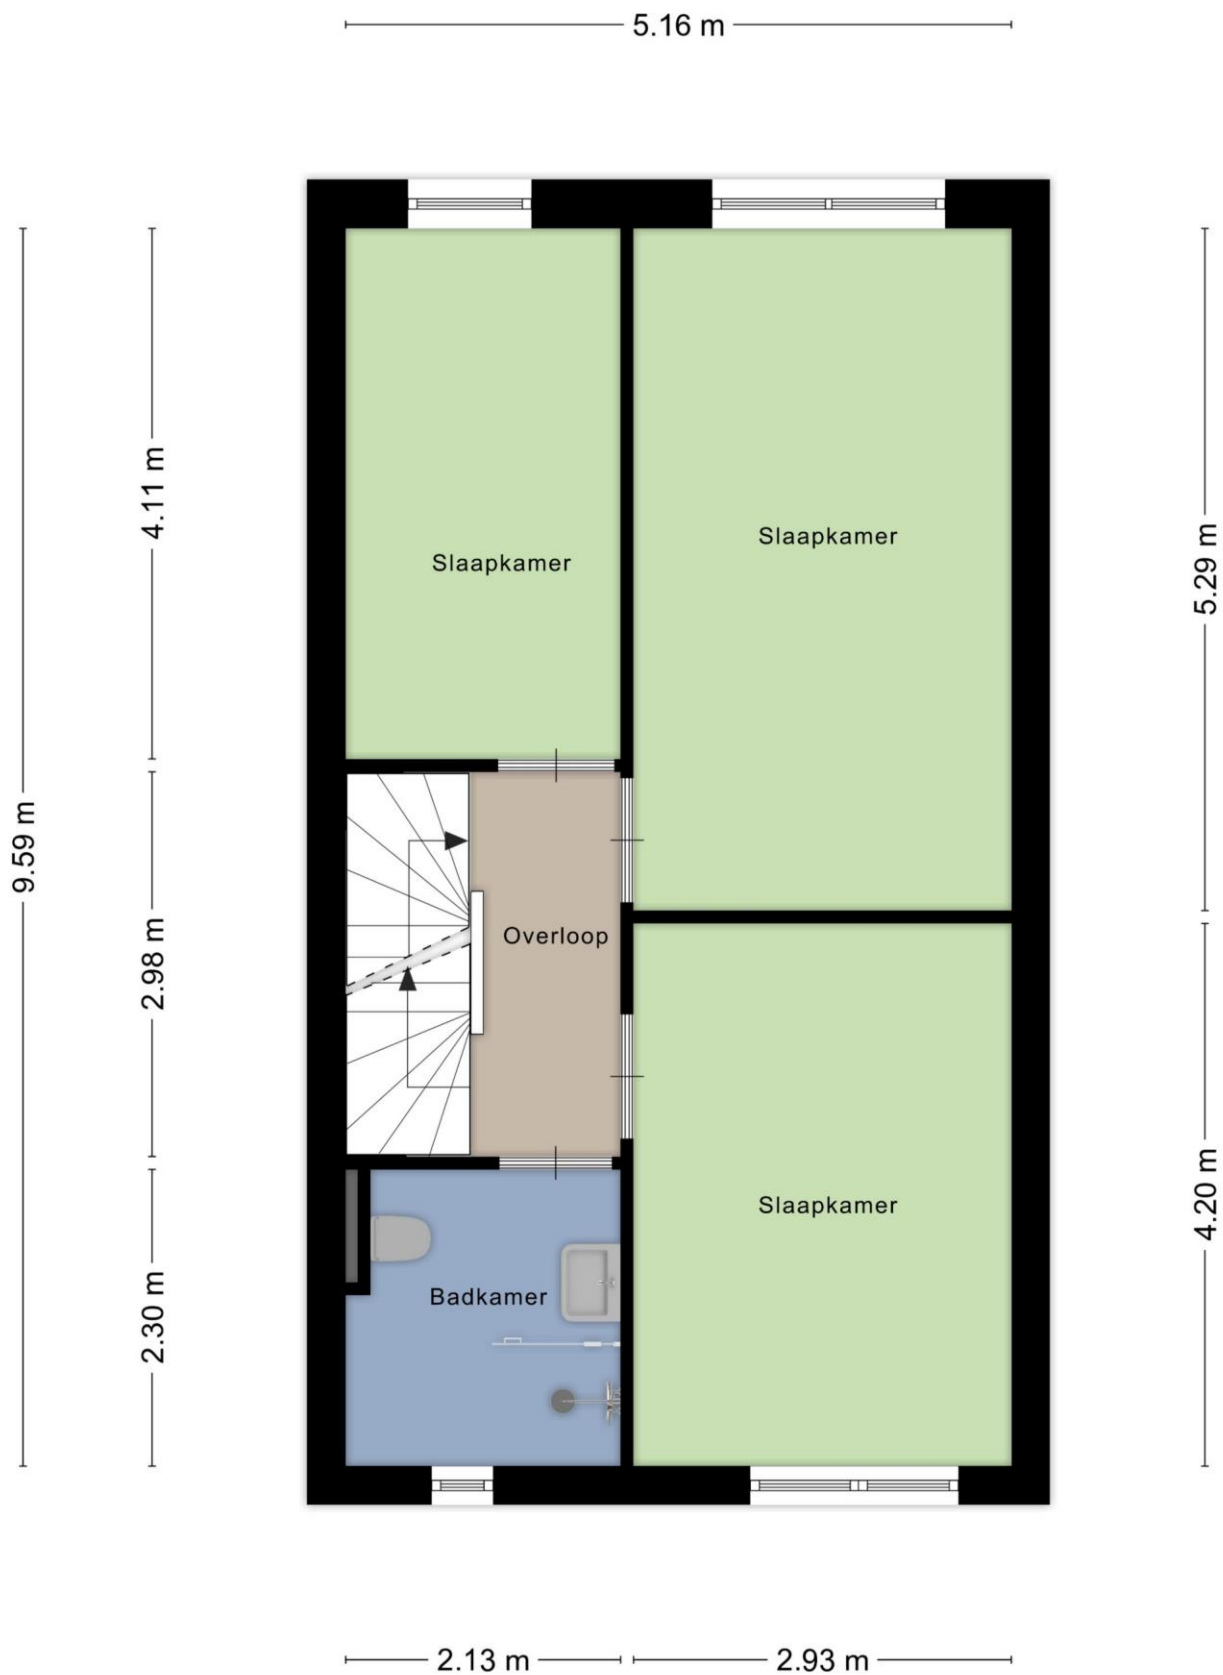 5.16 m
4.11 m
Slaapkamer
Slaapkamer
5.29 m
9.59 m
2.98 m
Overloop
Slaapkamer
4.20 m
2.30 m
Badkamer
2.13 m
2.93 m